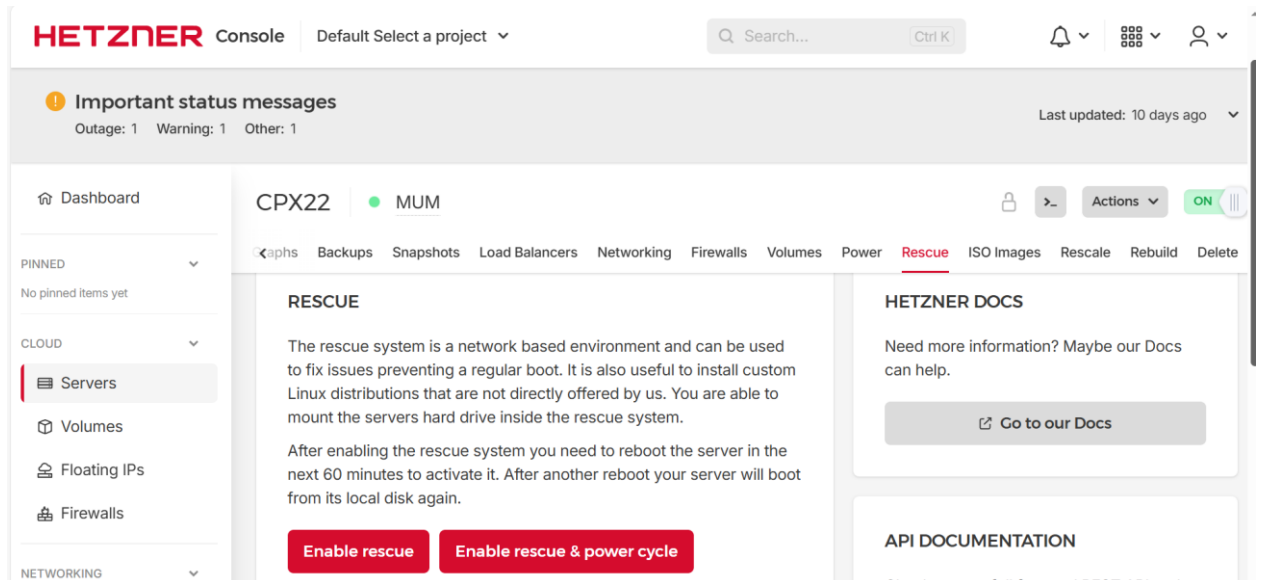 HETZNER Console
Default Select a project
Search...
Ctrl K
Important status messages
Outage: 1 Warning: 1 Other: 1
Last updated: 10 days ago
Dashboard
PINNED
No pinned items yet
CLOUD
Servers
Volumes
Floating IPs
Firewalls
NETWORKING
CPX22
MUM
>_
Actions
ON
Backups Snapshots Load Balancers Networking Firewalls Volumes Power Rescue ISO Images Rescale Rebuild Delete
RESCUE
The rescue system is a network based environment and can be used
to fix issues preventing a regular boot. It is also useful to install custom
Linux distributions that are not directly offered by us. You are able to
mount the servers hard drive inside the rescue system.
After enabling the rescue system you need to reboot the server in the
next 60 minutes to activate it. After another reboot your server will boot
from its local disk again.
Enable rescue
Enable rescue & power cycle
HETZNER DOCS
Need more information? Maybe our Docs
can help.
Go to our Docs
API DOCUMENTATION